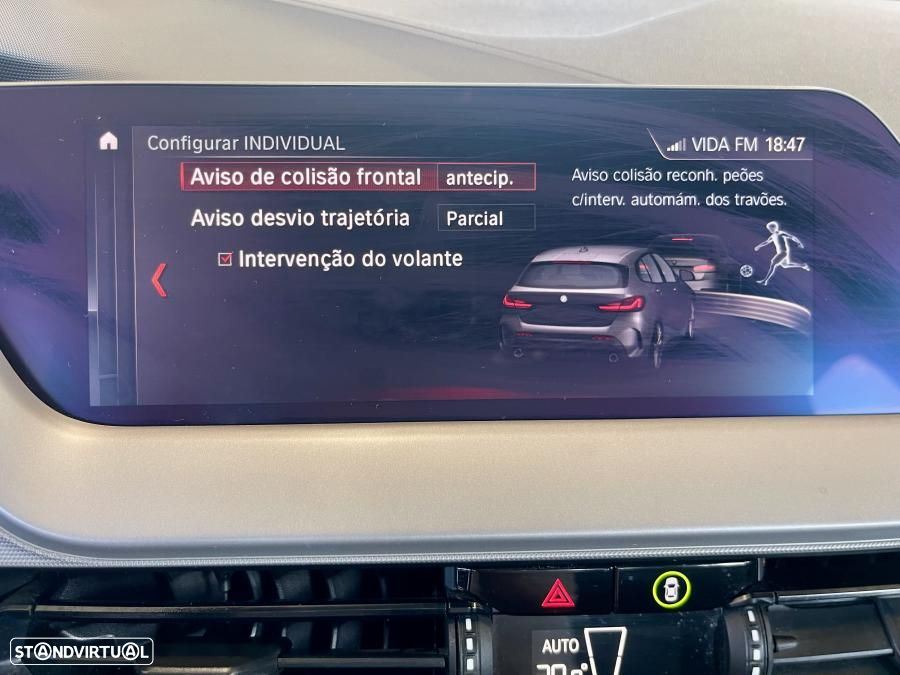 Configurar INDIVIDUAL
VIDA FM 18:47
Aviso de colisão frontal antecip.
Aviso desvio trajetória Parcial
Intervenção do volante
Aviso colisão reconh. peões
c/interv. automám. dos travões.
AUTO
STANDVIRTUAL